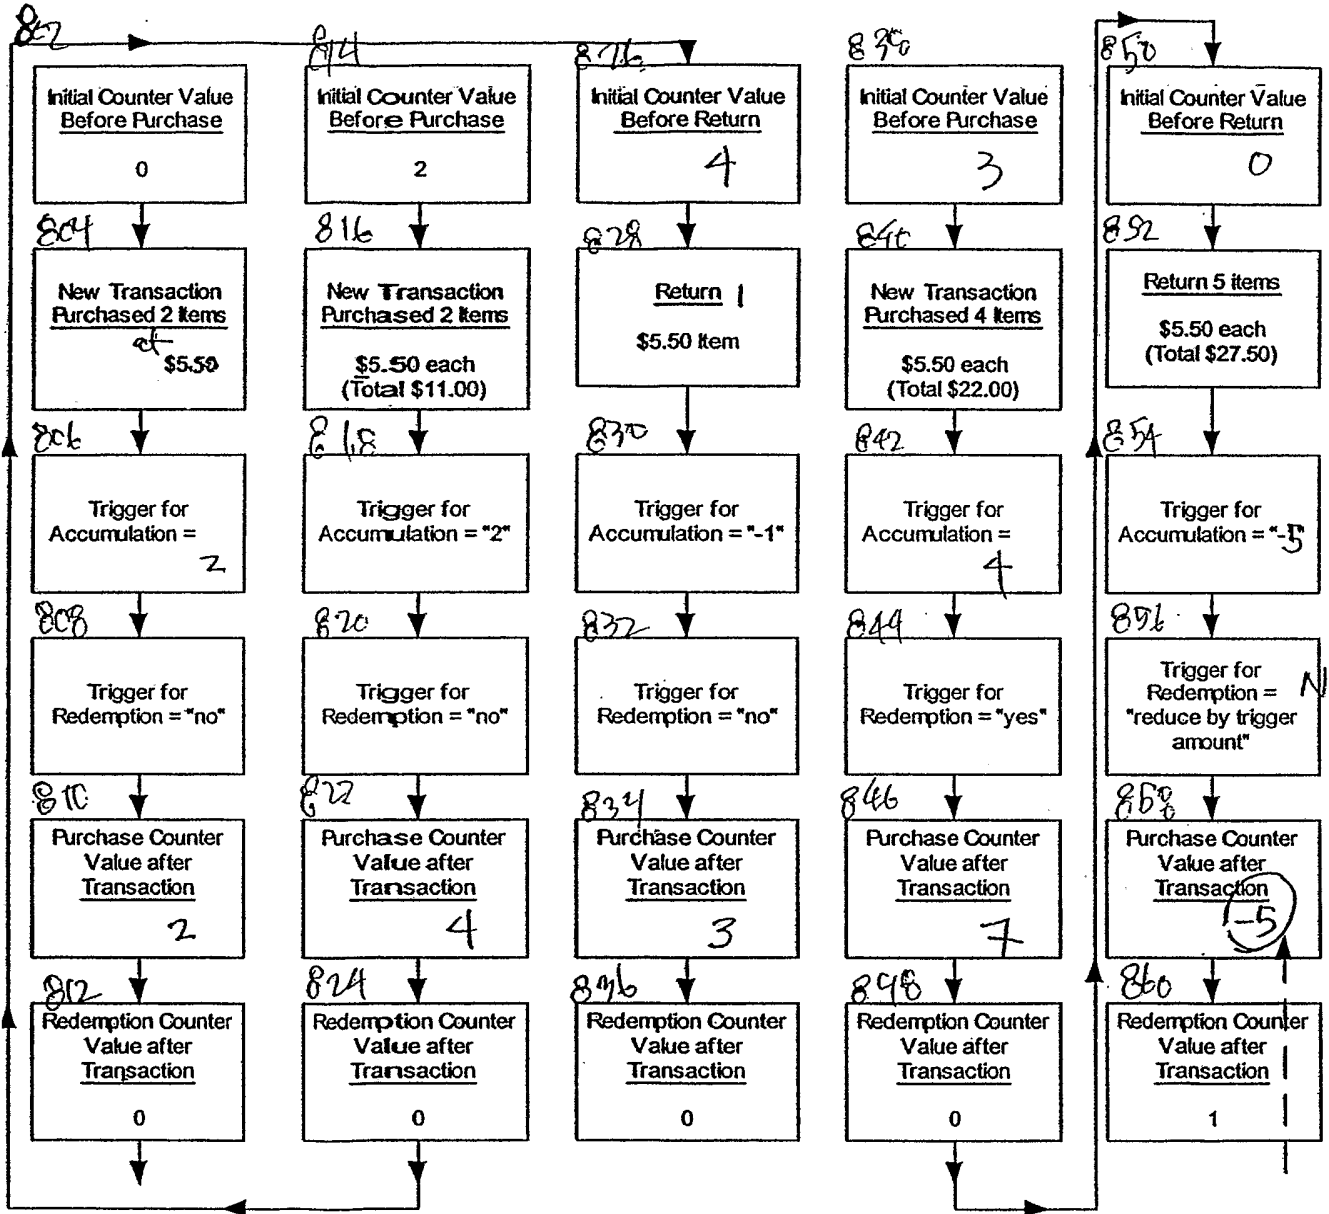 802
Initial Counter Value
Before Purchase
0
804
New Transaction
Purchased 2 Items
at
$5.50
806
Trigger for
Accumulation =
2
808
Trigger for
Redemption = "no"
810
Purchase Counter
Value after
Transaction
2
812
Redemption Counter
Value after
Transaction
0
814
Initial Counter Value
Before Purchase
2
816
New Transaction
Purchased 2 Items
$5.50 each
(Total $11.00)
818
Trigger for
Accumulation = "2"
820
Trigger for
Redemption = "no"
822
Purchase Counter
Value after
Transaction
4
824
Redemption Counter
Value after
Transaction
0
826
Initial Counter Value
Before Return
4
828
Return 1
$5.50 Item
830
Trigger for
Accumulation = "-1"
832
Trigger for
Redemption = "no"
834
Purchase Counter
Value after
Transaction
3
836
Redemption Counter
Value after
Transaction
0
838
Initial Counter Value
Before Purchase
3
840
New Transaction
Purchased 4 Items
$5.50 each
(Total $22.00)
842
Trigger for
Accumulation =
4
844
Trigger for
Redemption = "yes"
846
Purchase Counter
Value after
Transaction
7
848
Redemption Counter
Value after
Transaction
0
850
Initial Counter Value
Before Return
0
852
Return 5 items
$5.50 each
(Total $27.50)
854
Trigger for
Accumulation = "-5"
856
Trigger for
Redemption =
"reduce by trigger
amount"
858
Purchase Counter
Value after
Transaction
-5
860
Redemption Counter
Value after
Transaction
1